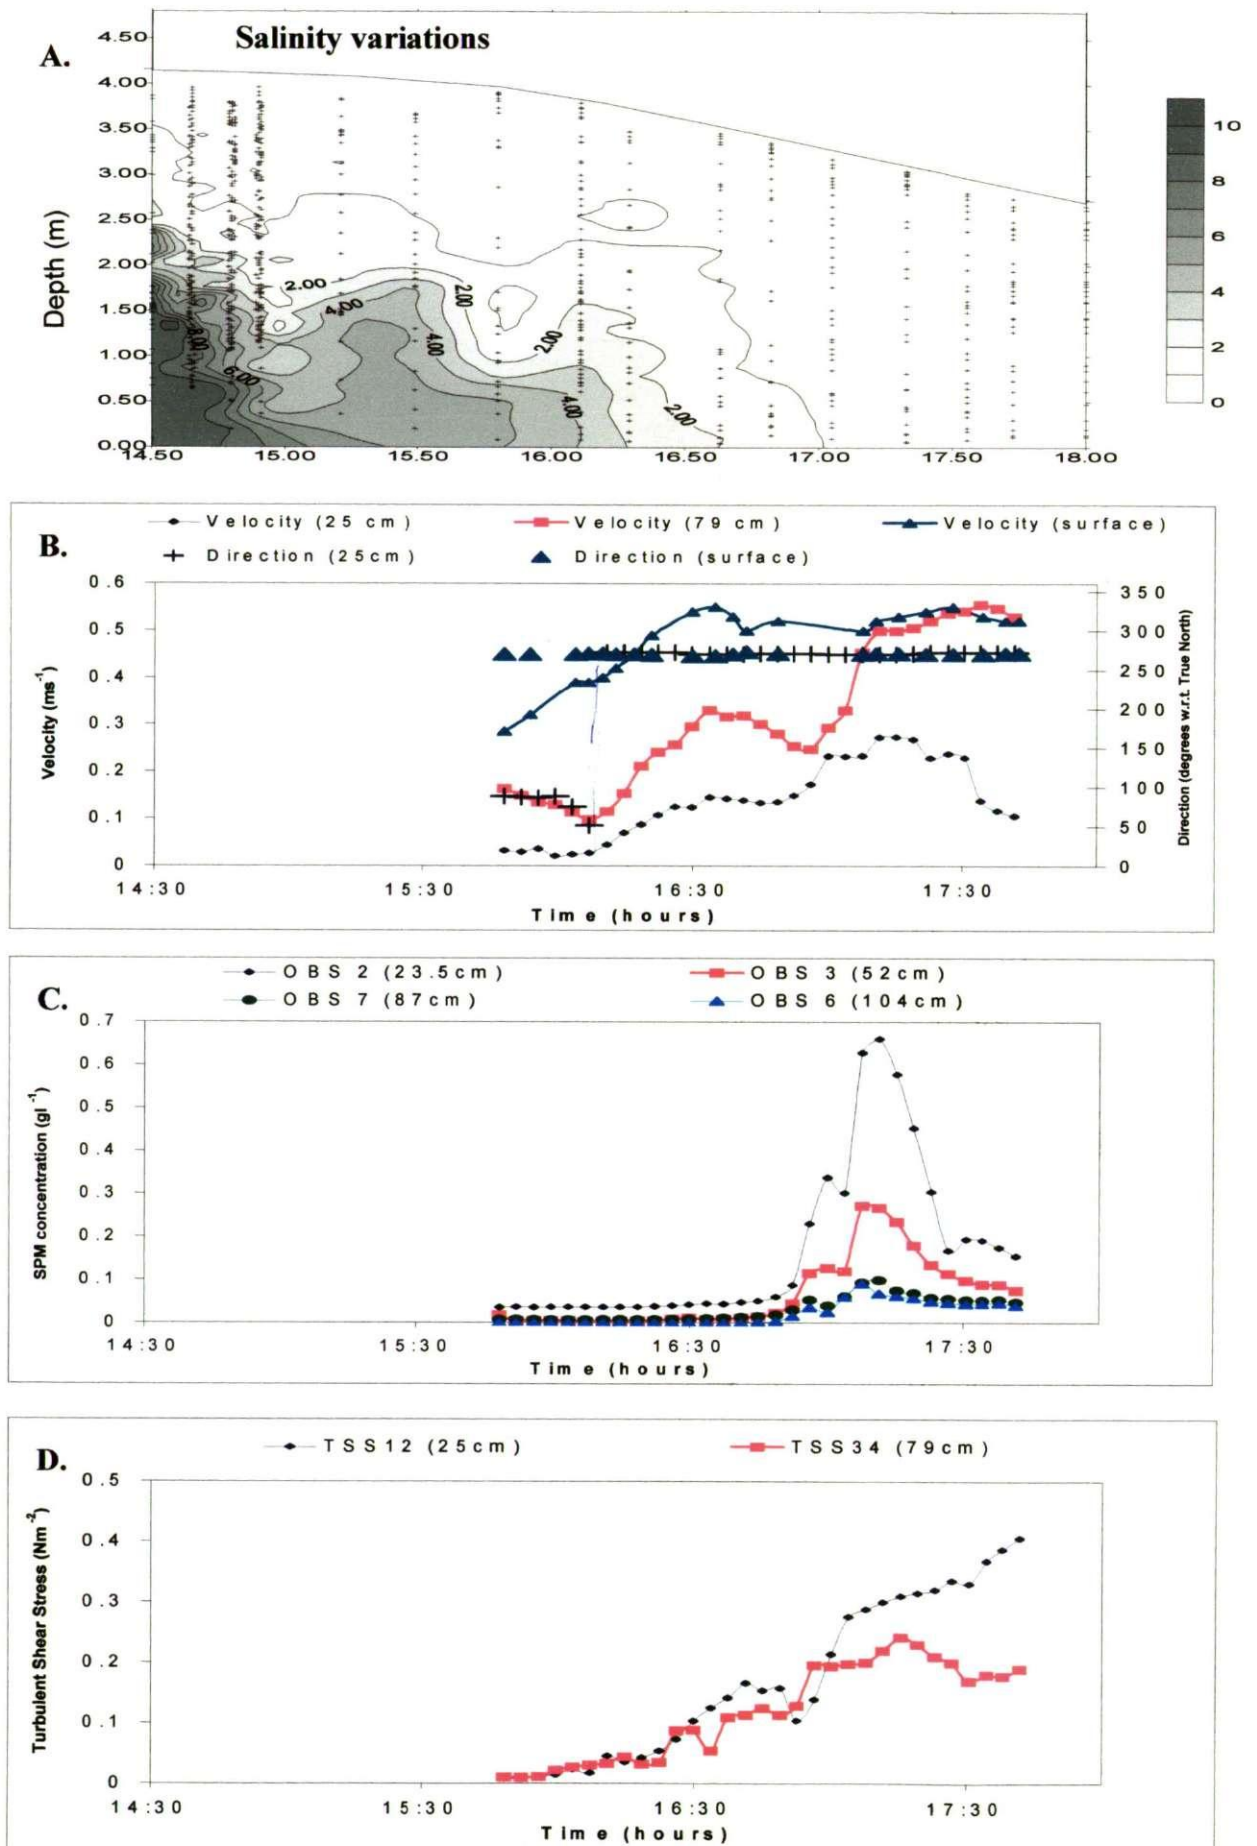 A.
Salinity variations
4.50
4.00
3.50
3.00
2.50
2.00
1.50
1.00
0.50
0.00
Depth (m)
14.50 15.00 15.50 16.00 16.50 17.00 17.50 18.00
2.00
4.00
8.00
6.00
2.00
4.00
2.00
4.00
2.00
10
8
6
4
2
0
B.
Velocity (25 cm) Velocity (79 cm) Velocity (surface)
Direction (25cm) Direction (surface)
0.6
0.5
0.4
0.3
0.2
0.1
0
Velocity (ms-1)
350
300
250
200
150
100
50
0
Direction (degrees w.r.t. True North)
14:30 15:30 16:30 17:30
Time (hours)
C.
OBS 2 (23.5cm) OBS 3 (52cm)
OBS 7 (87cm) OBS 6 (104cm)
0.7
0.6
0.5
0.4
0.3
0.2
0.1
0
SPM concentration (gl -1)
14:30 15:30 16:30 17:30
Time (hours)
D.
TSS12 (25cm) TSS34 (79cm)
0.5
0.4
0.3
0.2
0.1
0
Turbulent Shear Stress (Nm-2)
14:30 15:30 16:30 17:30
Time (hours)